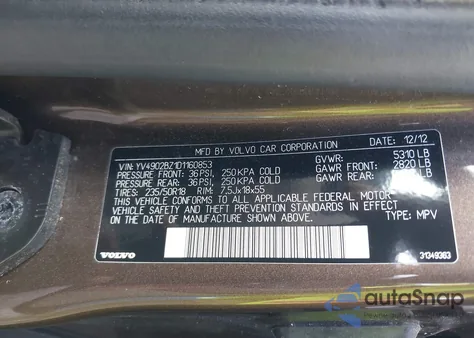 MFD BY VOLVO CAR CORPORATION DATE: 12/12
VIN: YV4902BZ1D1160853 GVWR: 5310 LB
PRESSURE FRONT: 36PSI, 250KPA COLD GAWR FRONT: 2820 LB
PRESSURE REAR: 36PSI, 250KPA COLD GAWR REAR: LB
TIRES: 235/50R18 RIM: 7.5Jx18x55
THIS VEHICLE CONFORMS TO ALL APPLICABLE FEDERAL MOTOR
VEHICLE SAFETY AND THEFT PREVENTION STANDARDS IN EFFECT
ON THE DATE OF MANUFACTURE SHOWN ABOVE. TYPE: MPV
VOLVO 31349363
autoSnap